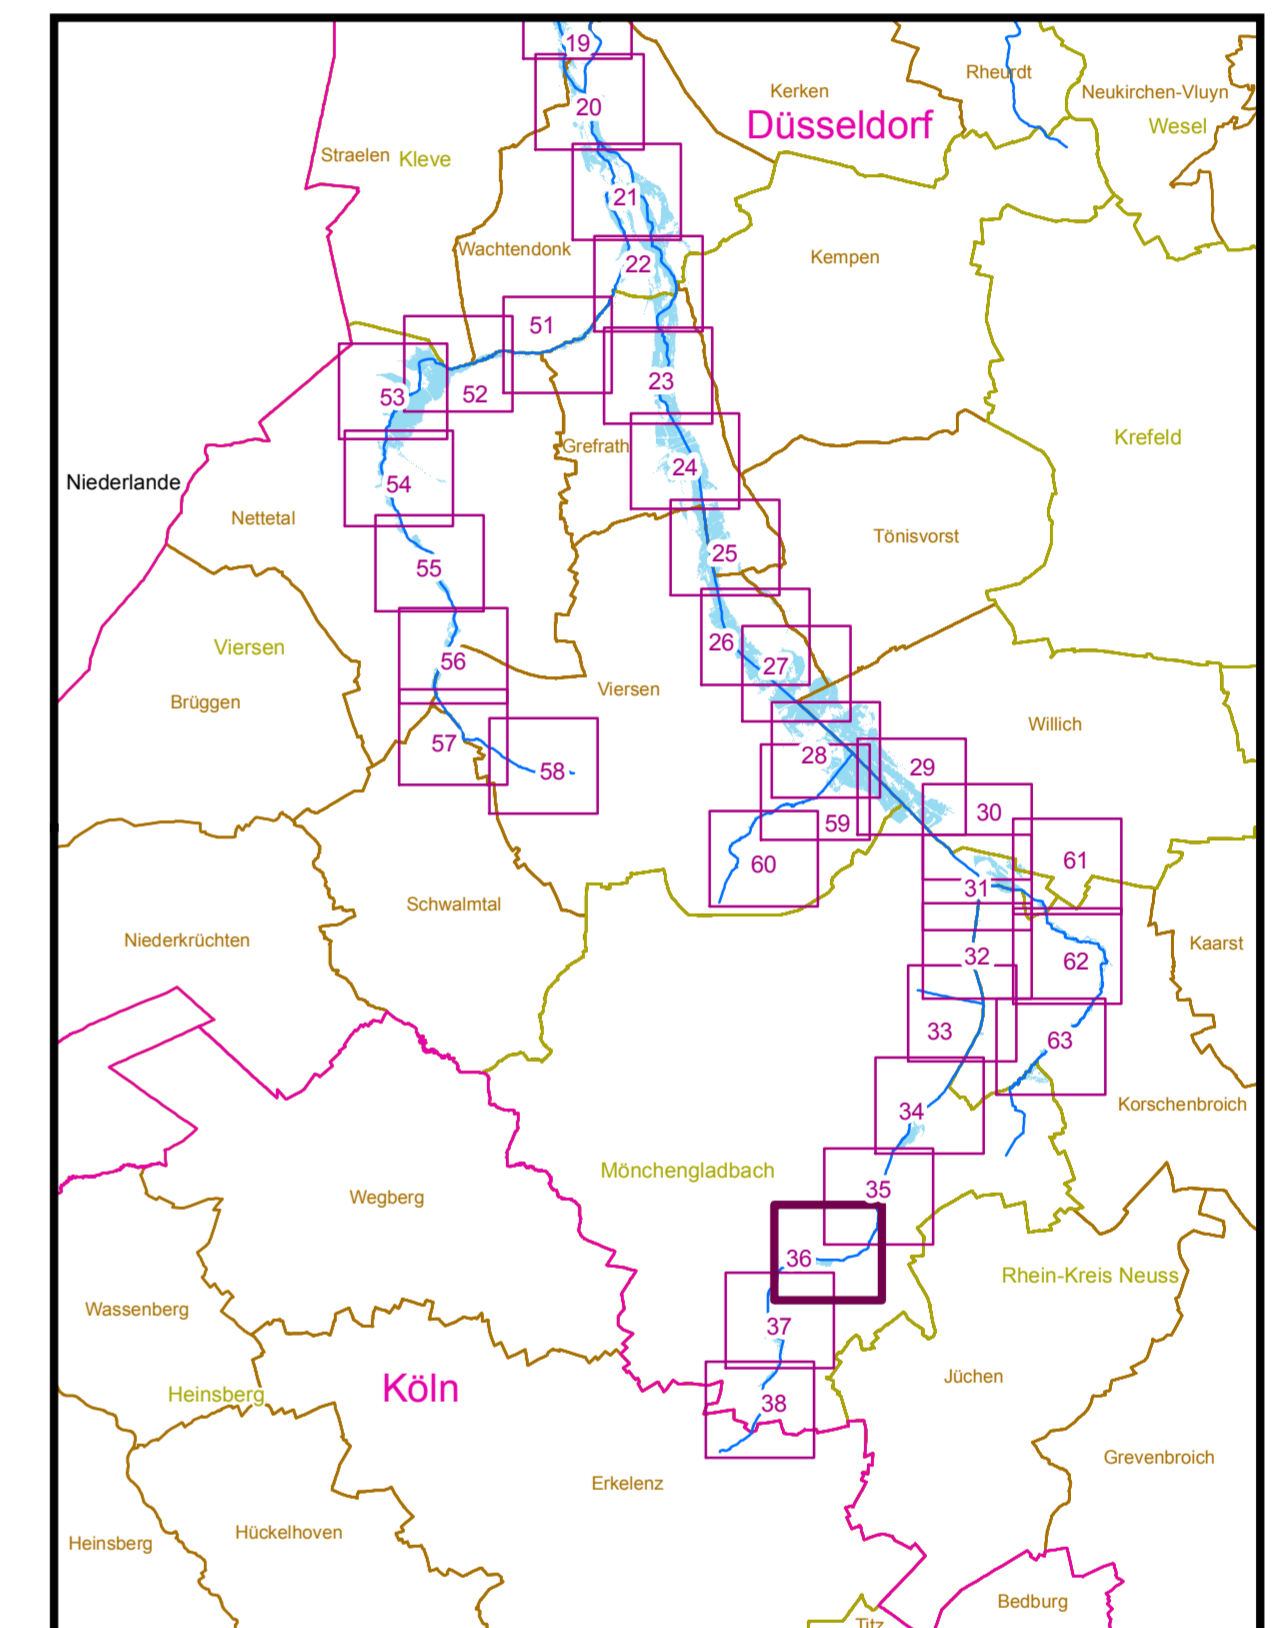 19
Rheurdt
Kerken
Neukirchen-Vluyn
20
Düsseldorf
Wesel
Straelen
Kleve
21
Wachtendonk
Kempen
22
51
23
53
52
Krefeld
Grefrath
24
Niederlande
54
Nettetal
Tönisvorst
25
55
26
Viersen
56
27
Viersen
Brüggen
Willich
57
28
29
58
30
59
60
61
31
Schwalmtal
Niederkrüchten
Kaarst
32
62
33
63
Korschenbroich
34
Mönchengladbach
35
Wegberg
36
Rhein-Kreis Neuss
Wassenberg
37
Jüchen
Köln
Heinsberg
38
Grevenbroich
Erkelenz
Hückelhoven
Heinsberg
Bedburg
Titz